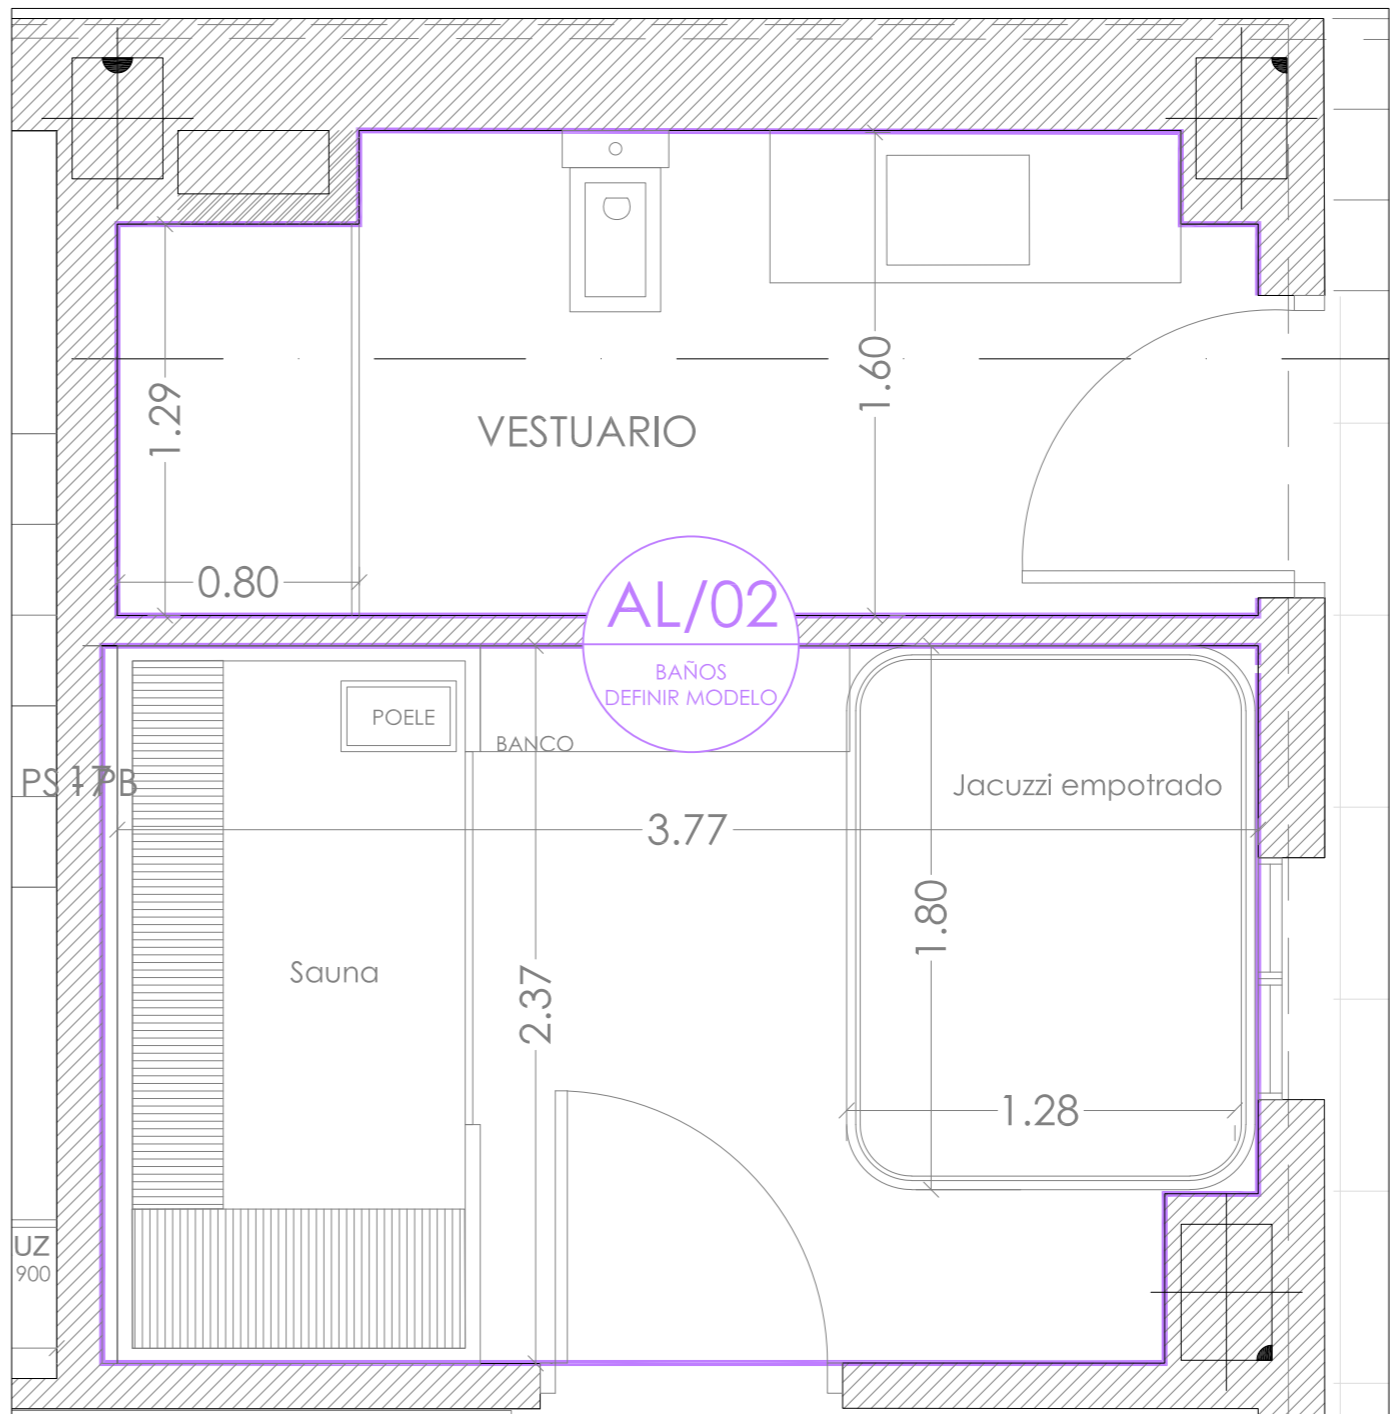 1.60
1.29
VESTUARIO
0.80
AL/02
BAÑOS
DEFINIR MODELO
POELE
BANCO
Jacuzzi empotrado
3.77
1.80
Sauna
2.37
1.28
UZ
900